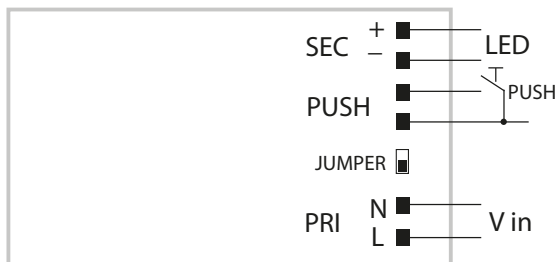 SEC + LED
−
PUSH PUSH
JUMPER
PRI N V in
L